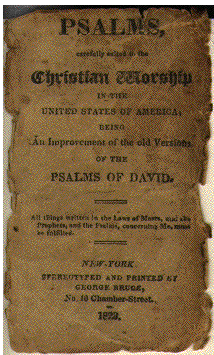 PSALMS,
carefully suited to the
Christian Worship
IN THE
UNITED STATES OF AMERICA,
BEING
An Improvement of the old Versions
OF THE
PSALMS OF DAVID.
All things written in the Laws of Moses, and the
Prophets, and the Psalms, concerning Me, must
be fulfilled.
NEW-YORK
STEREOTYPED AND PRINTED BY
GEORGE BRUCE,
No. 10 Chamber-Street.
1823.